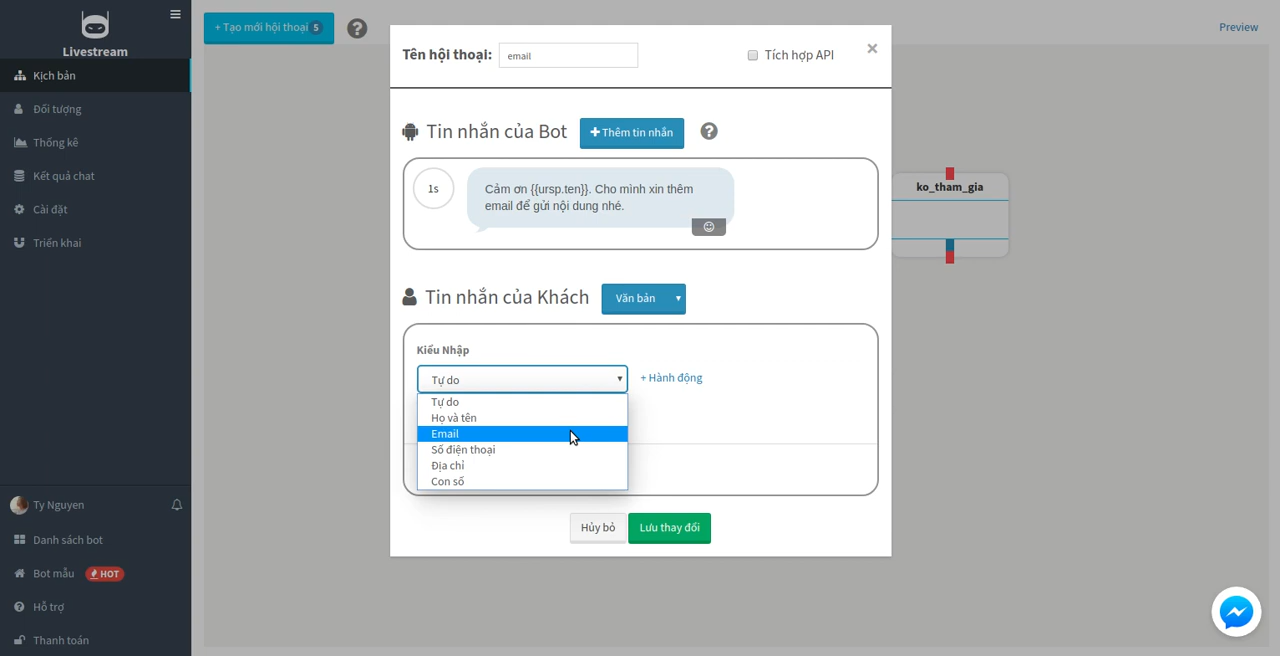 Livestream
Kịch bản
Đối tượng
Thống kê
Kết quả chat
Cài đặt
Triển khai
Ty Nguyen
Danh sách bot
Bot mẫu HOT
Hỗ trợ
Thanh toán
+ Tạo mới hội thoại 5
?
Preview
Tên hội thoại: email
Tích hợp API
×
Tin nhắn của Bot
+ Thêm tin nhắn
?
1s
Cảm ơn {{ursp.ten}}. Cho mình xin thêm
email để gửi nội dung nhé.
Tin nhắn của Khách
Văn bản
Kiểu Nhập
Tự do
+ Hành động
Tự do
Họ và tên
Email
Số điện thoại
Địa chỉ
Con số
Hủy bỏ
Lưu thay đổi
ko_tham_gia